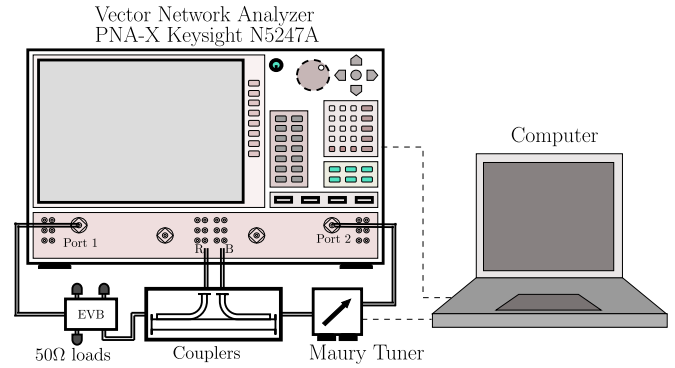 Vector Network Analyzer
PNA-X Keysight N5247A
Computer
Port 1
R
B
Port 2
EVB
50Ω loads
Couplers
Maury Tuner